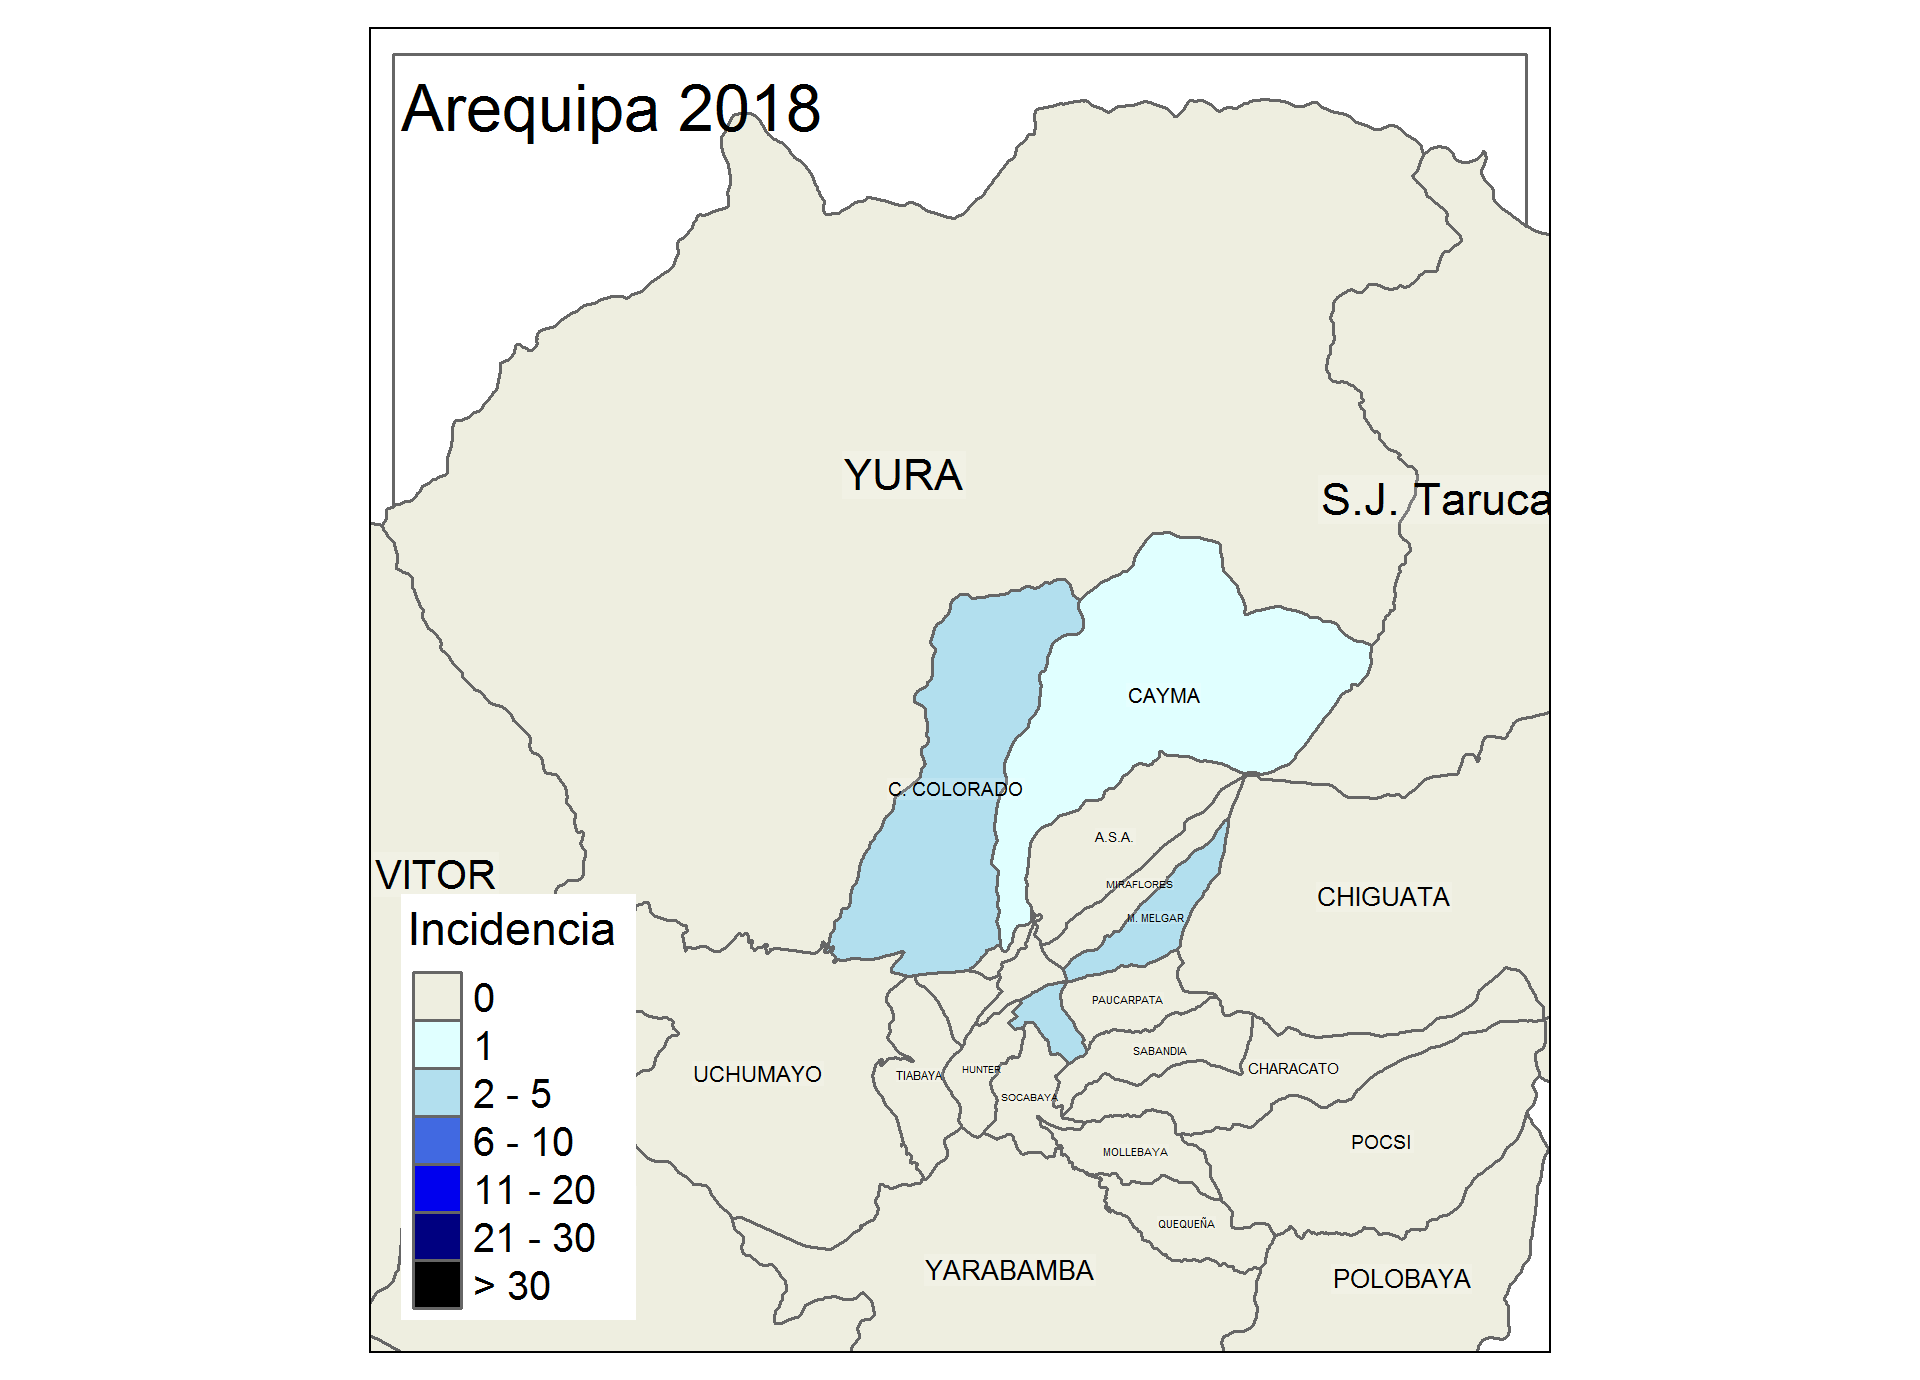 Arequipa 2018
YURA
S.J. Taruca
CAYMA
C. COLORADO
A.S.A.
VITOR
MIRAFLORES
CHIGUATA
M. MELGAR
Incidencia
0
1
2 - 5
6 - 10
11 - 20
21 - 30
> 30
PAUCARPATA
SABANDIA
CHARACATO
UCHUMAYO
TIABAYA
HUNTER
SOCABAYA
POCSI
MOLLEBAYA
QUEQUEÑA
YARABAMBA
POLOBAYA